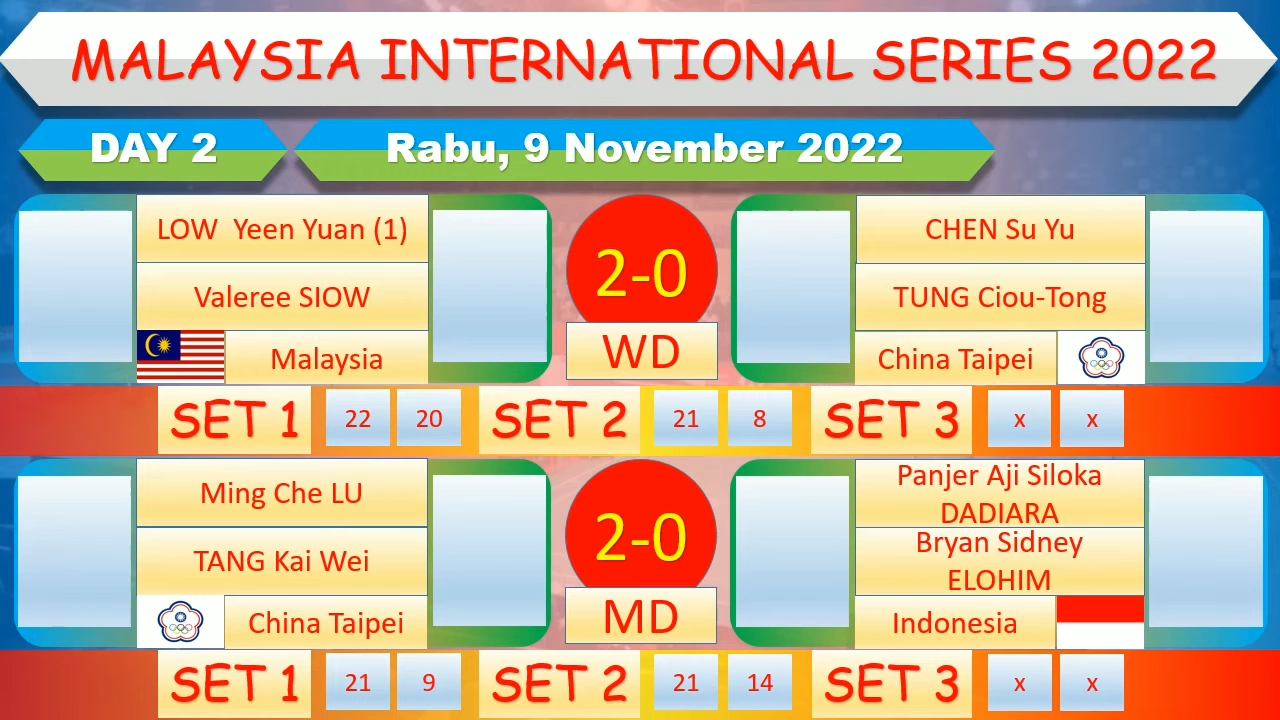 MALAYSIA INTERNATIONAL SERIES 2022
DAY 2
Rabu, 9 November 2022
LOW Yeen Yuan (1)
Valeree SIOW
Malaysia
2-0
WD
CHEN Su Yu
TUNG Ciou-Tong
China Taipei
SET 1 22 20 SET 2 21 8 SET 3 x x
Ming Che LU
TANG Kai Wei
China Taipei
2-0
MD
Panjer Aji Siloka
DADIARA
Bryan Sidney
ELOHIM
Indonesia
SET 1 21 9 SET 2 21 14 SET 3 x x